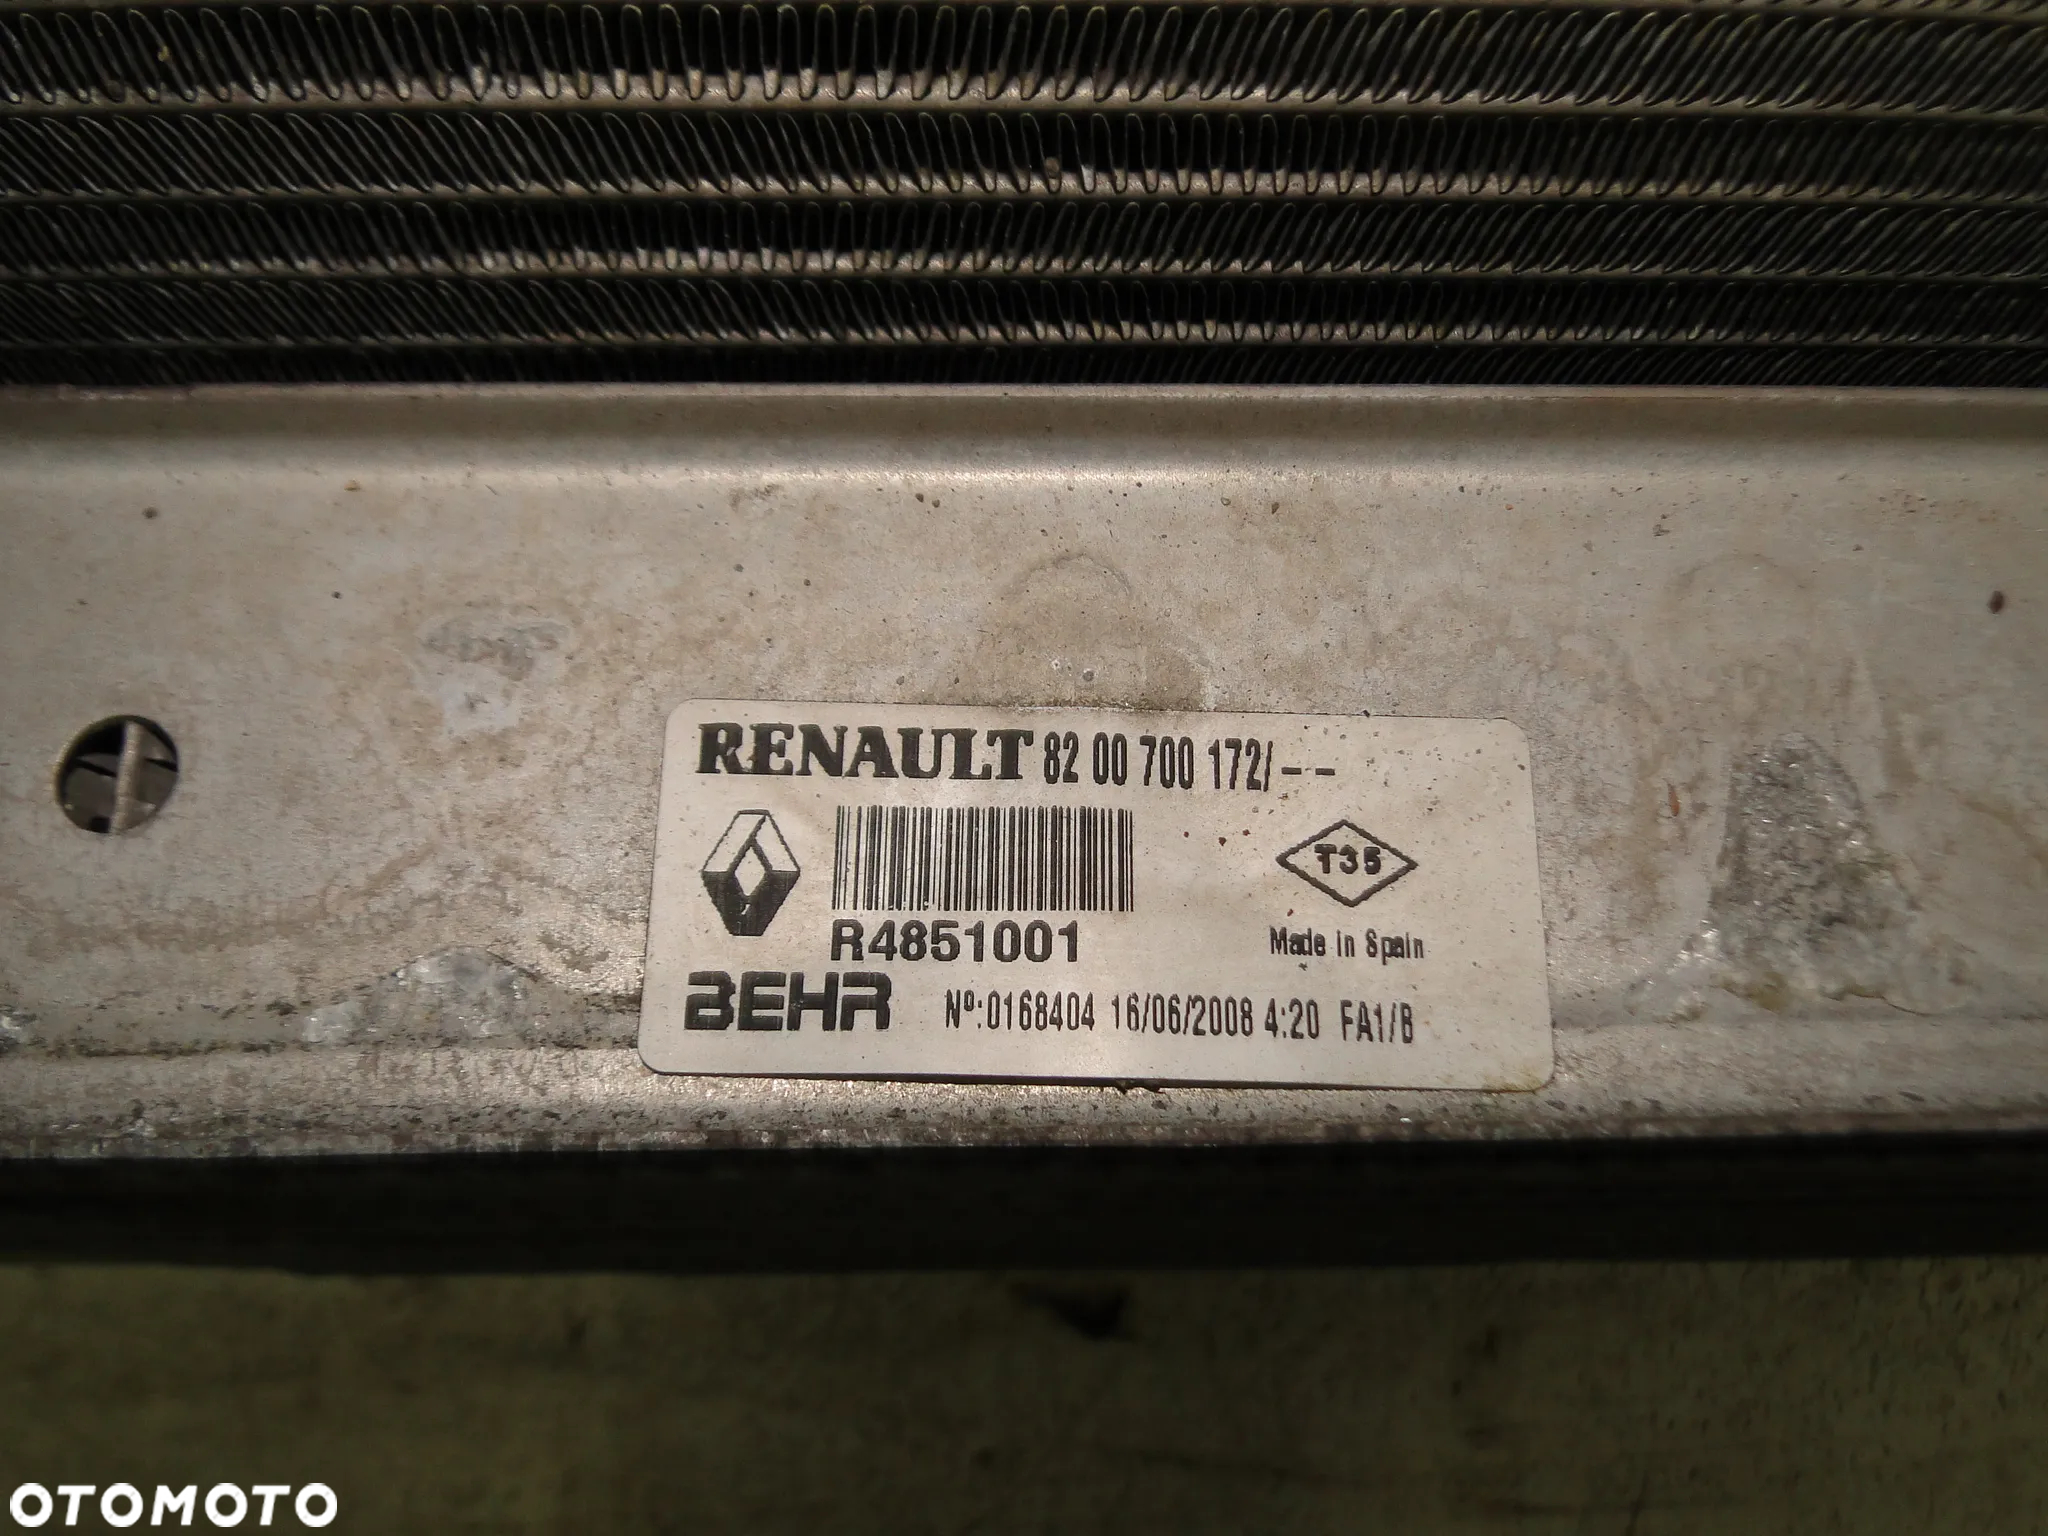 RENAULT 82 00 700 172/--
T35
R4851001
Made in Spain
BEHR Nº:0168404 16/06/2008 4:20 FA1/B
OTOMOTO